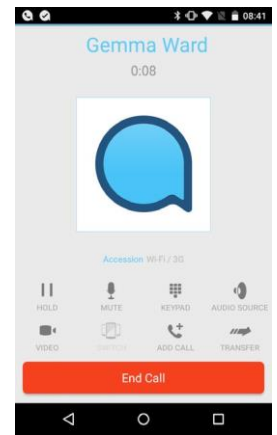 08:41
Gemma Ward
0:08
Accession Wi-Fi / 3G
HOLD MUTE KEYPAD AUDIO SOURCE
VIDEO SWITCH ADD CALL TRANSFER
End Call